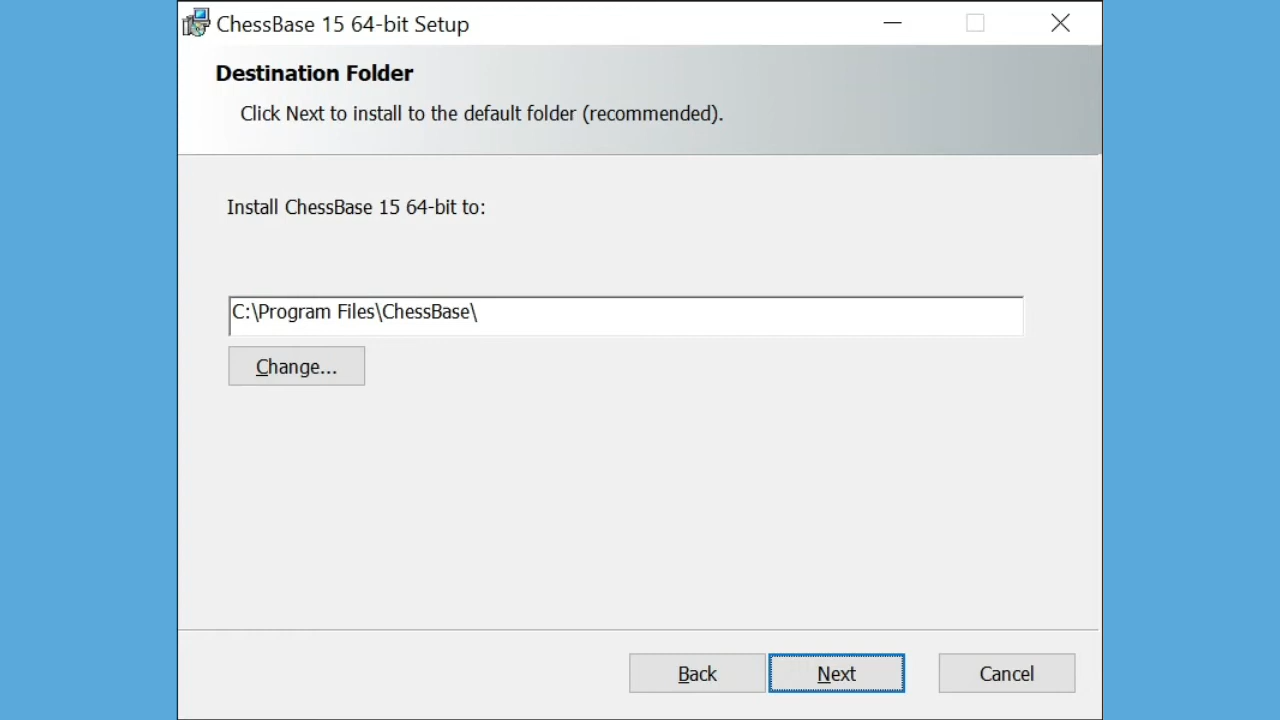 ChessBase 15 64-bit Setup
Destination Folder
Click Next to install to the default folder (recommended).
Install ChessBase 15 64-bit to:
C:\Program Files\ChessBase\
Change...
Back
Next
Cancel